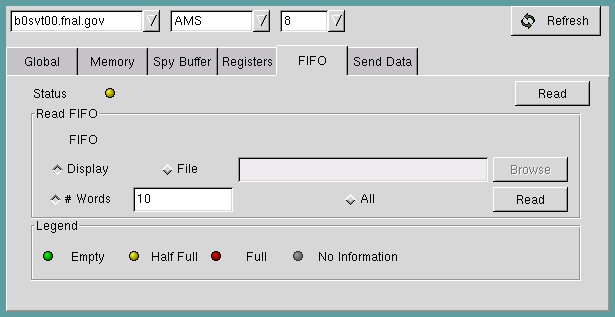 b0svt00.fnal.gov AMS 8 Refresh
Global Memory Spy Buffer Registers FIFO Send Data
Status Read
Read FIFO
FIFO
Display File Browse
# Words 10 All Read
Legend
Empty Half Full Full No Information